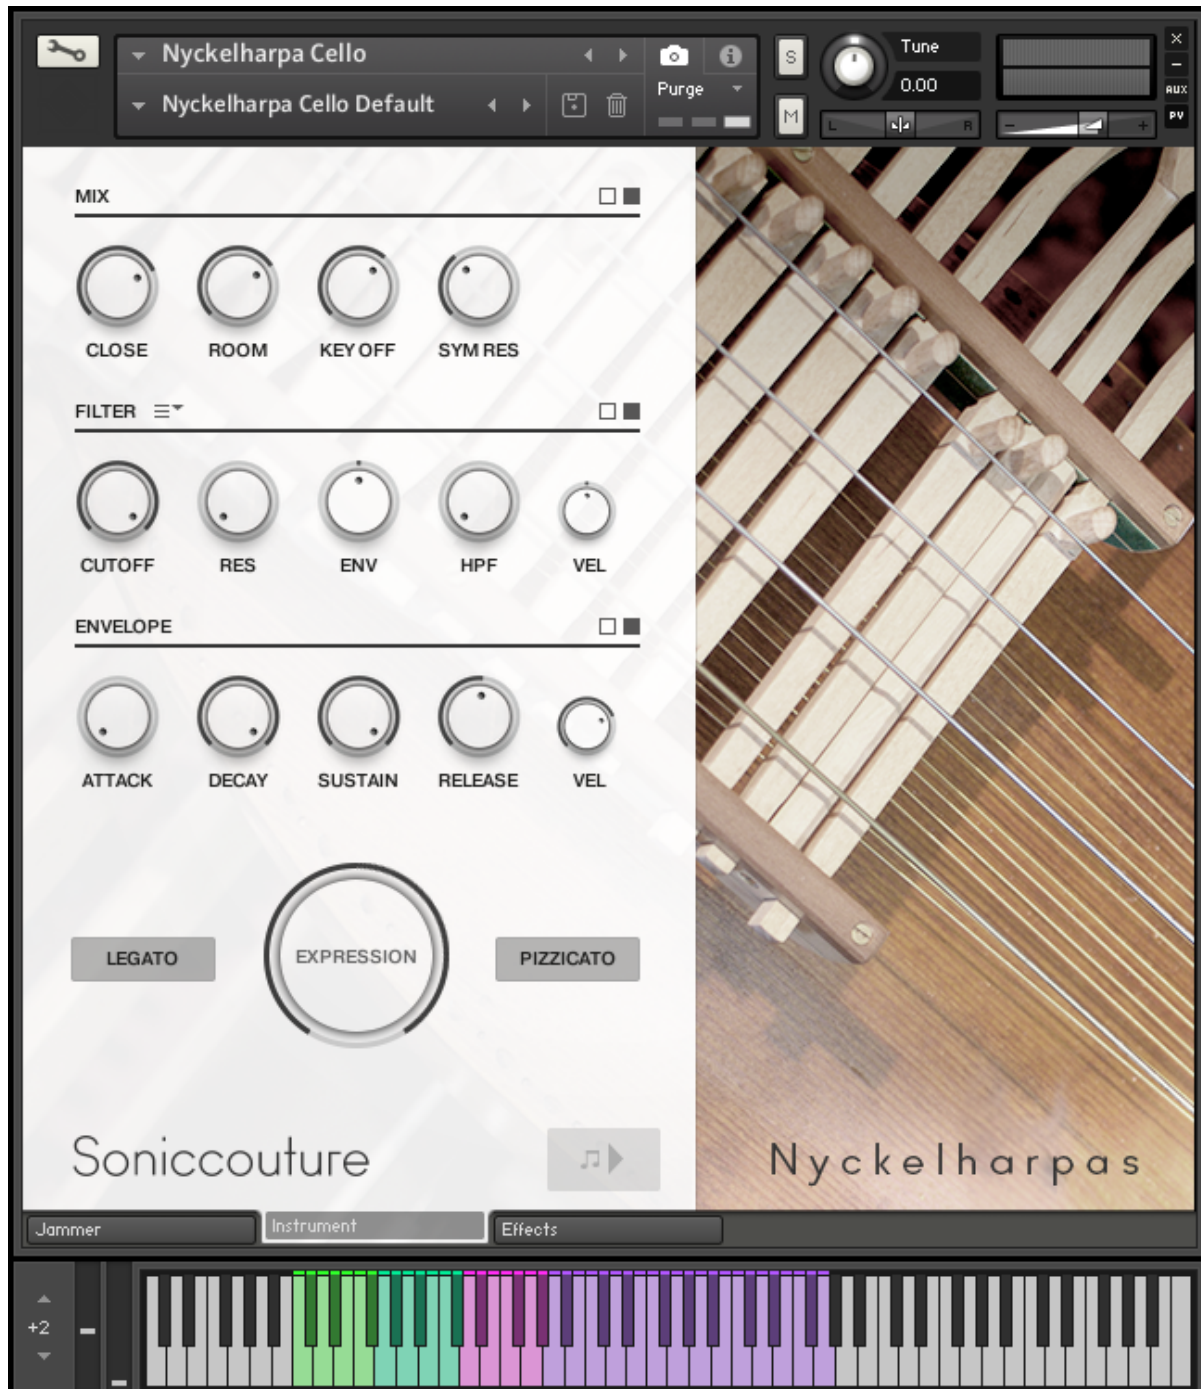 Nyckelharpa Cello
S
Tune
0.00
x
AUX
PV
Nyckelharpa Cello Default
Purge
M
L
R
MIX
CLOSE
ROOM
KEY OFF
SYM RES
FILTER
CUTOFF
RES
ENV
HPF
VEL
ENVELOPE
ATTACK
DECAY
SUSTAIN
RELEASE
VEL
LEGATO
EXPRESSION
PIZZICATO
Soniccouture
Nyckelharpas
Jammer
Instrument
Effects
+2